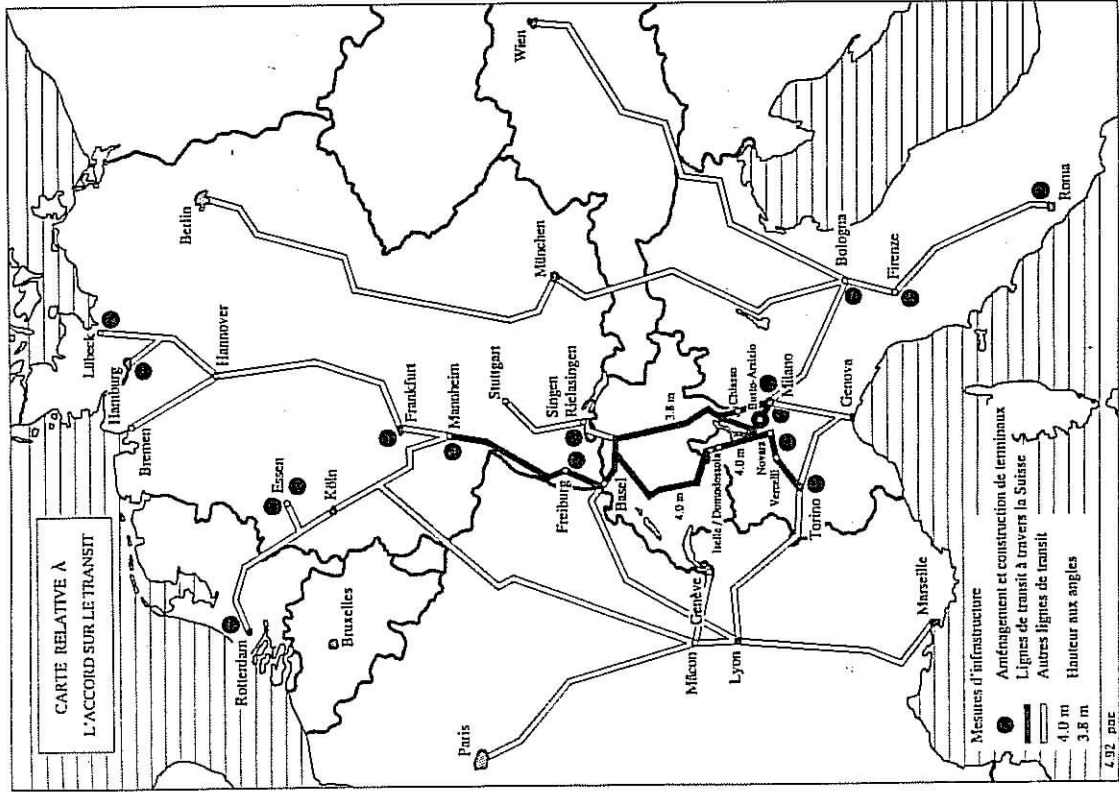 CARTE RELATIVE À
L'ACCORD SUR LE TRANSIT
Lübeck
Hamburg
Bremen
Hannover
Berlin
Rotterdam
Essen
Köln
Bruxelles
Frankfurt
Mannheim
Stuttgart
München
Wien
Paris
Freiburg
Singen
Rielasingen
Basel
3.8 m
4.0 m
4.0 m
Chiasso
Iselle / Domodossola
Busto-Arsizio
Novara
Milano
Vercelli
Torino
Genève
Mâcon
Lyon
Marseille
Genova
Bologna
Firenze
Roma
Mesures d'infrastructure
Aménagement et construction de terminaux
Lignes de transit à travers la Suisse
Autres lignes de transit
4.0 m
3.8 m
Hauteur aux angles
4.92